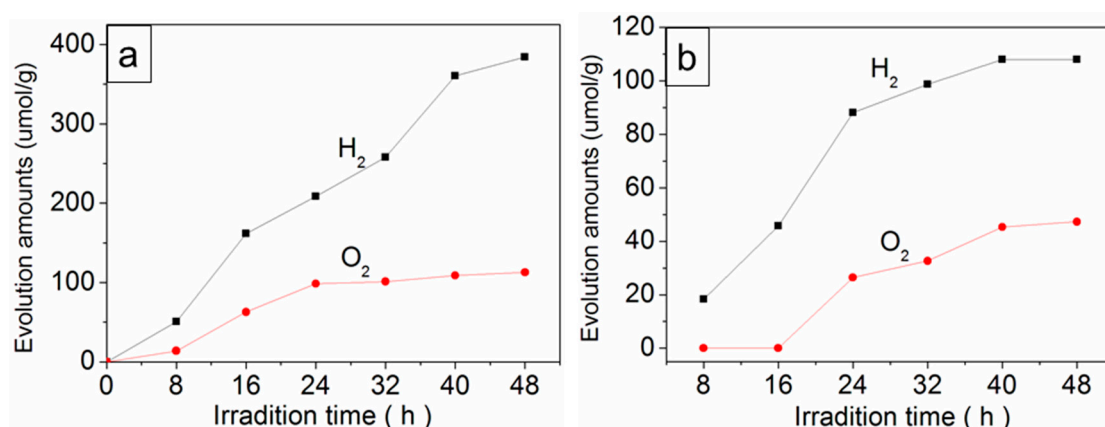 a
Evolution amounts (umol/g)
400
300
200
100
0
H2
O2
0 8 16 24 32 40 48
Irradition time ( h )
b
Evolution amounts (umol/g)
120
100
80
60
40
20
0
H2
O2
8 16 24 32 40 48
Irradition time ( h )